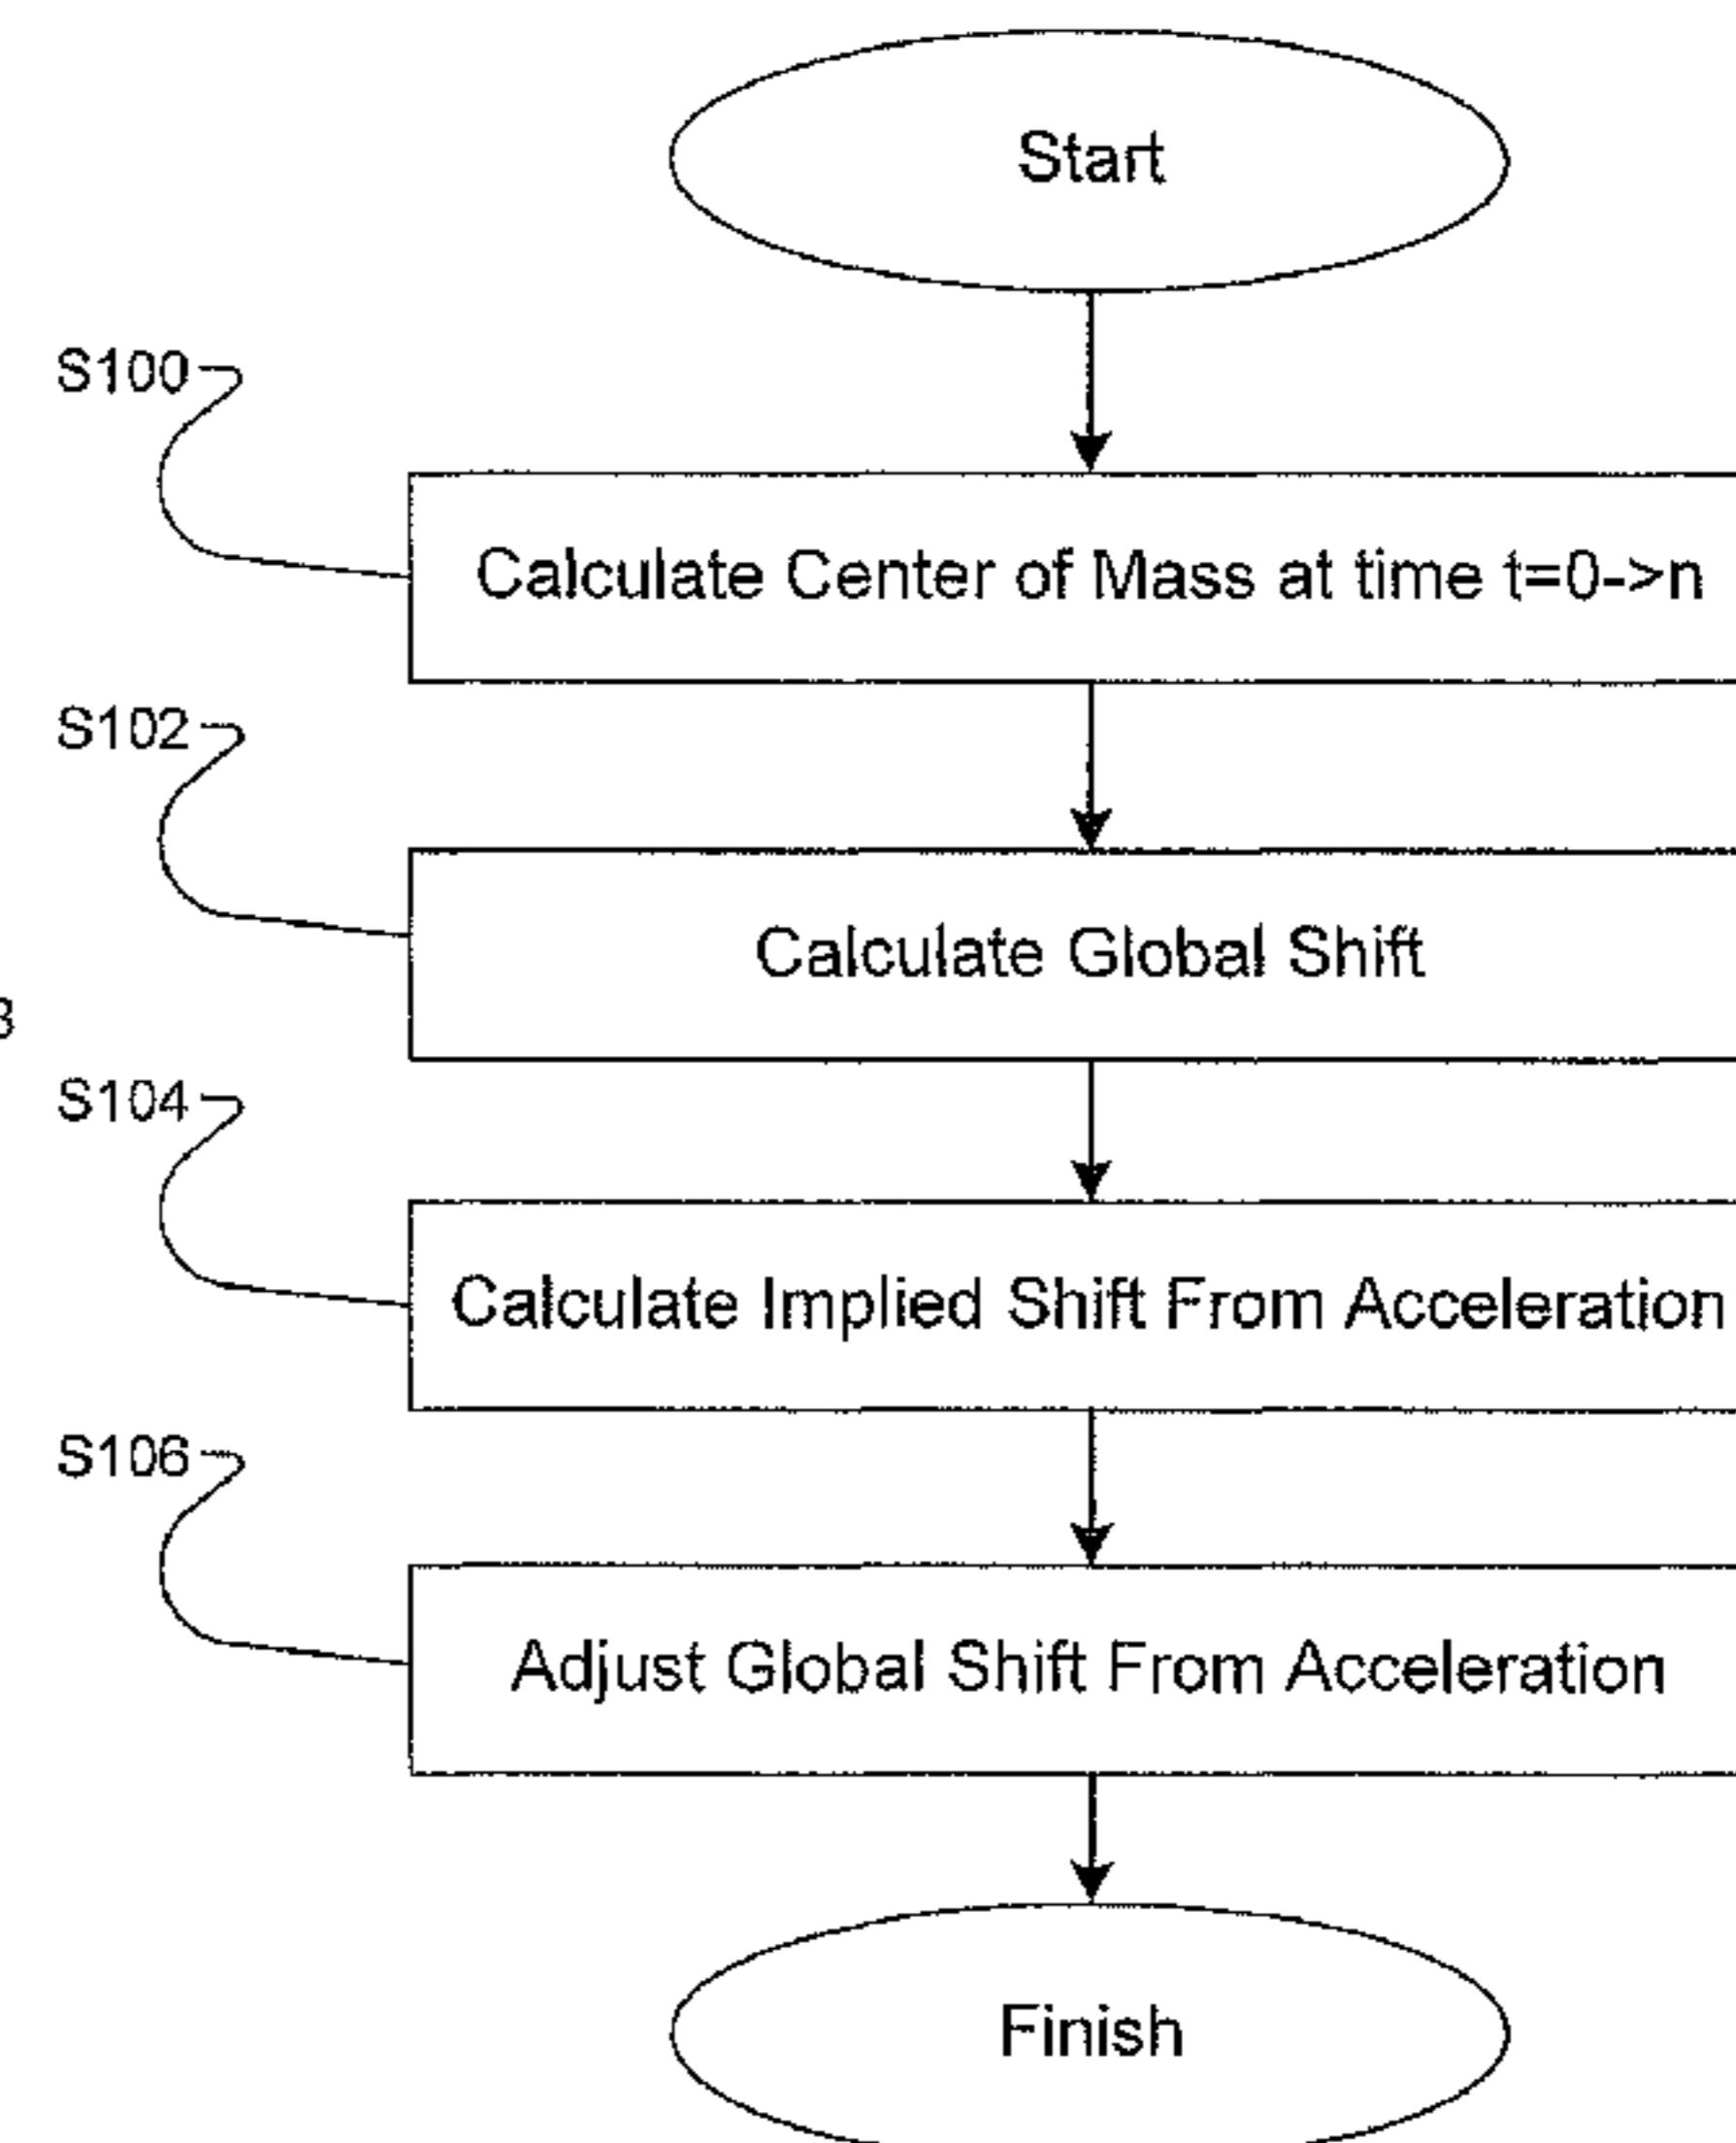 Start
S100
Calculate Center of Mass at time t=0->n
S102
Calculate Global Shift
S104
Calculate Implied Shift From Acceleration
S106
Adjust Global Shift From Acceleration
Finish